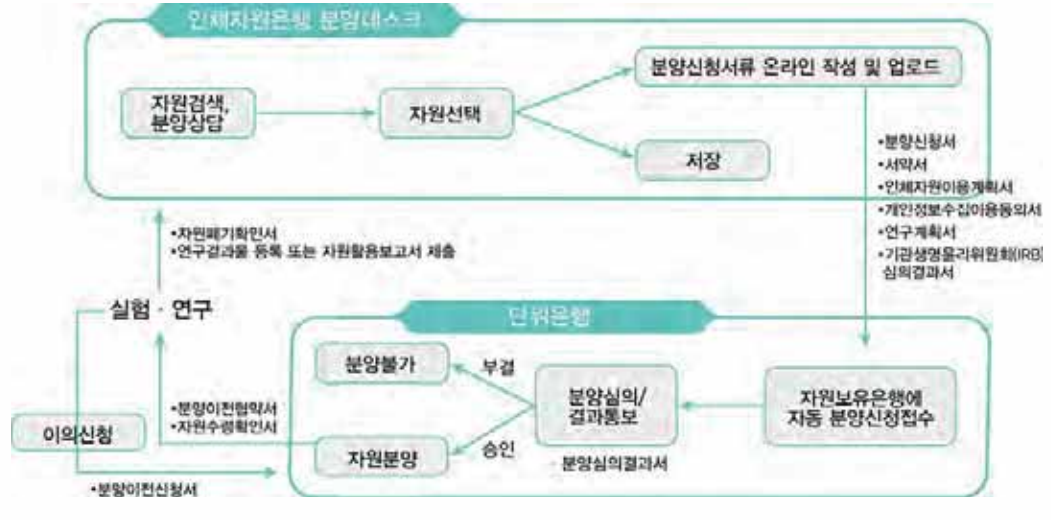 인체자원은행 분양데스크
자원검색,
분양상담
자원선택
분양신청서류 온라인 작성 및 업로드
저장
•분양신청서
•서약서
•인체자원이용계획서
•개인정보수집이용동의서
•연구계획서
•기관생명윤리위원회(IRB)
심의결과서
•자원폐기확인서
•연구결과물 등록 또는 자원활용보고서 제출
실험 · 연구
단위은행
분양불가
부결
분양심의/
결과통보
자원보유은행에
자동 분양신청접수
•분양이전협약서
•자원수령확인서
이의신청
자원분양
승인
· 분양심의결과서
•분양이전신청서